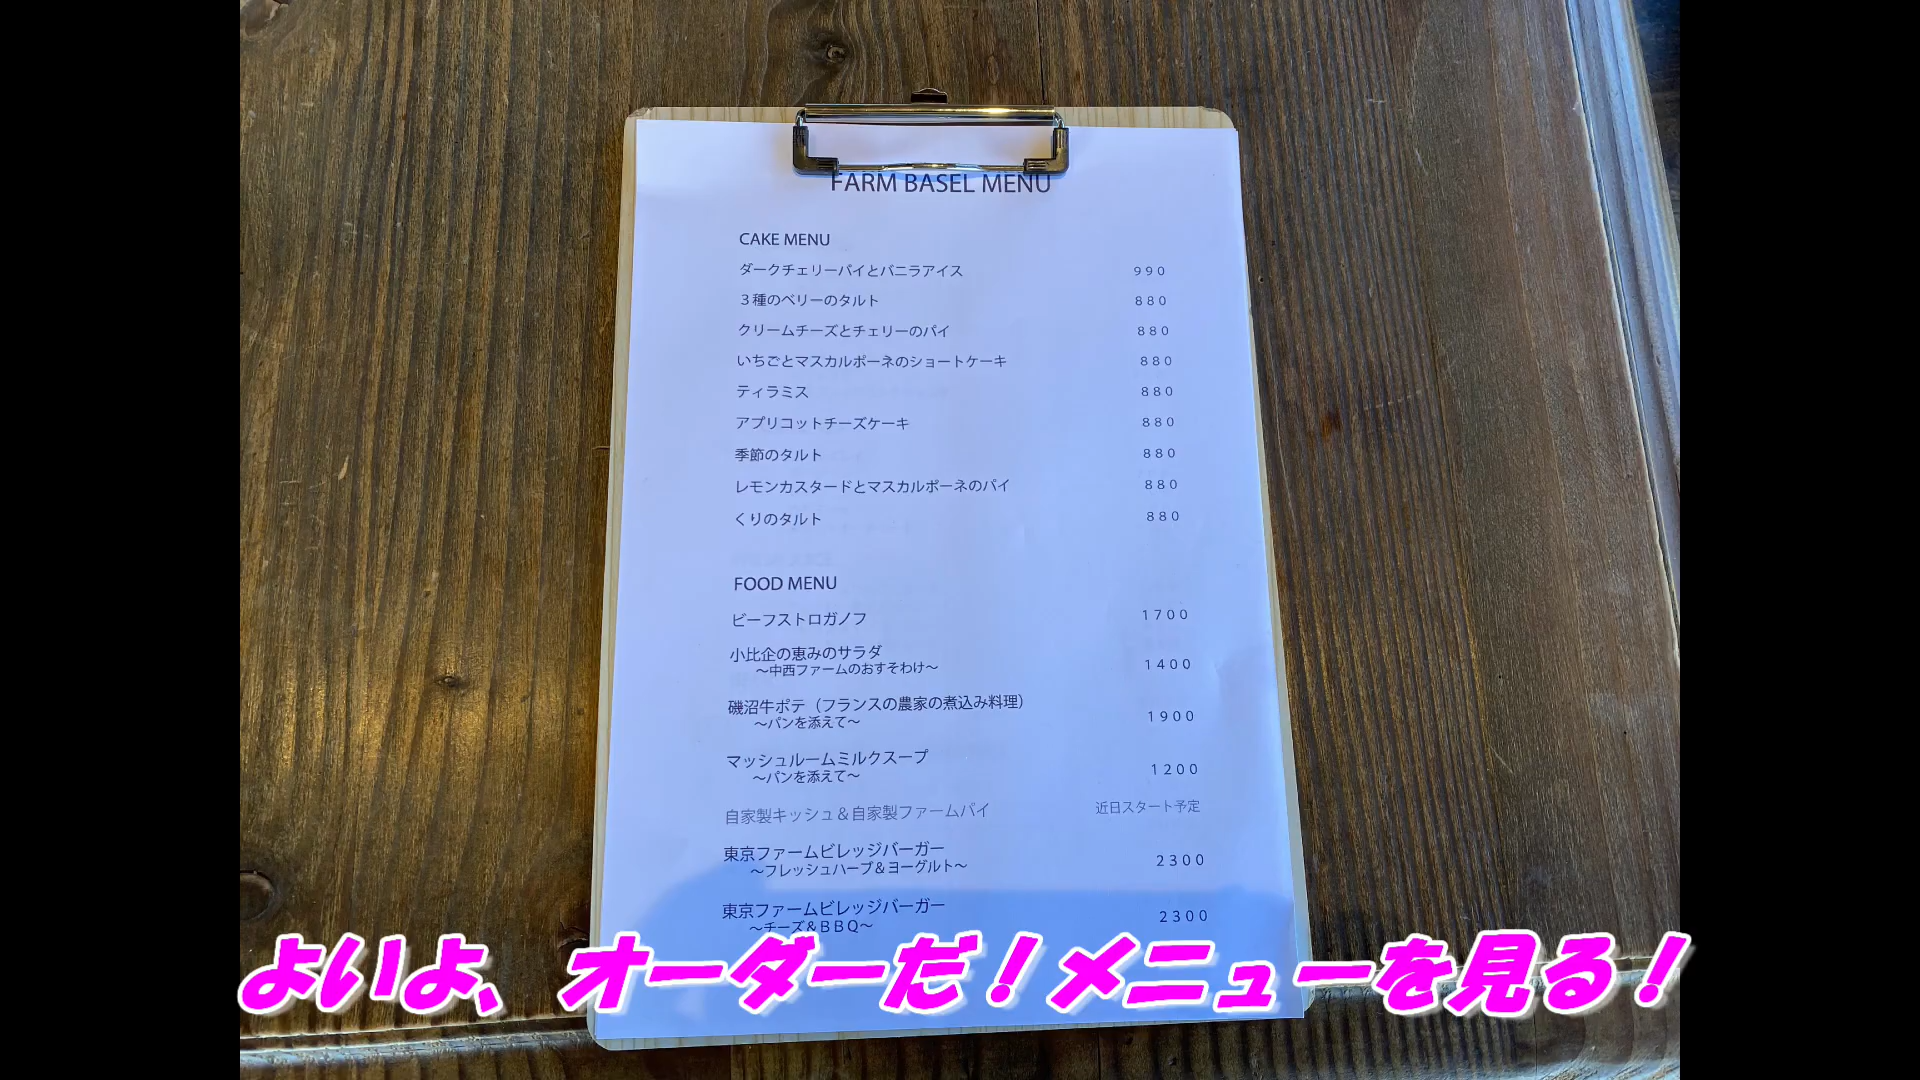 FARM BASEL MENU
CAKE MENU
ダークチェリーパイとバニラアイス 990
３種のベリーのタルト 880
クリームチーズとチェリーのパイ 880
いちごとマスカルポーネのショートケーキ 880
ティラミス 880
アプリコットチーズケーキ 880
季節のタルト 880
レモンカスタードとマスカルポーネのパイ 880
くりのタルト 880
FOOD MENU
ビーフストロガノフ 1700
小比企の恵みのサラダ 1400
～中西ファームのおすそわけ～
磯沼牛ポテ（フランスの農家の煮込み料理） 1900
～パンを添えて～
マッシュルームミルクスープ 1200
～パンを添えて～
自家製キッシュ＆自家製ファームパイ 近日スタート予定
東京ファームビレッジバーガー 2300
～フレッシュハーブ＆ヨーグルト～
東京ファームビレッジバーガー 2300
～チーズ＆ＢＢＱ～
よいよ、オーダーだ！メニューを見る！